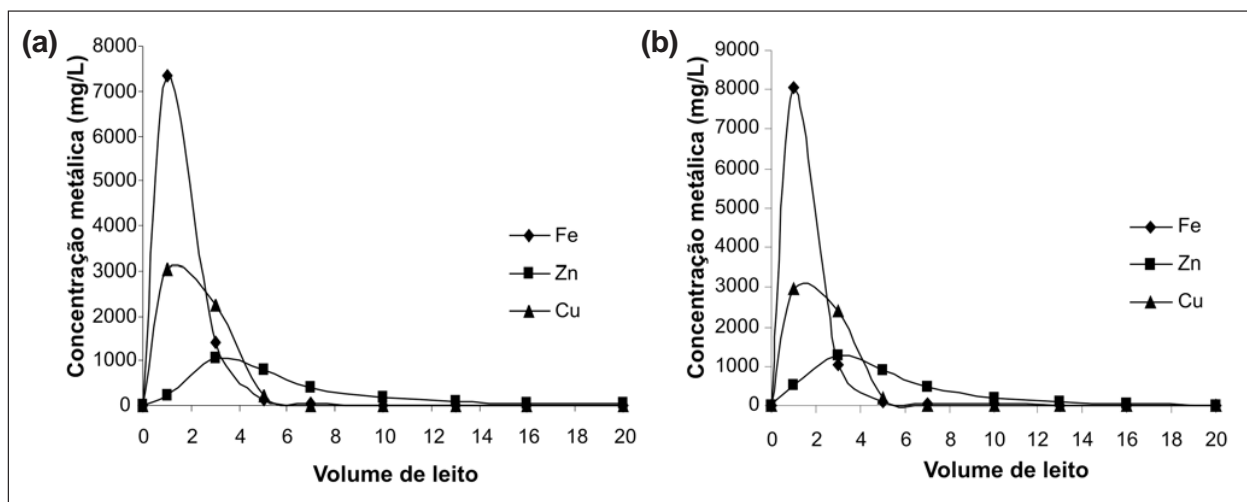 (a)
Concentração metálica (mg/L)
8000
7000
6000
5000
4000
3000
2000
1000
0
0 2 4 6 8 10 12 14 16 18 20
Volume de leito
Fe
Zn
Cu
(b)
Concentração metálica (mg/L)
9000
8000
7000
6000
5000
4000
3000
2000
1000
0
0 2 4 6 8 10 12 14 16 18 20
Volume de leito
Fe
Zn
Cu